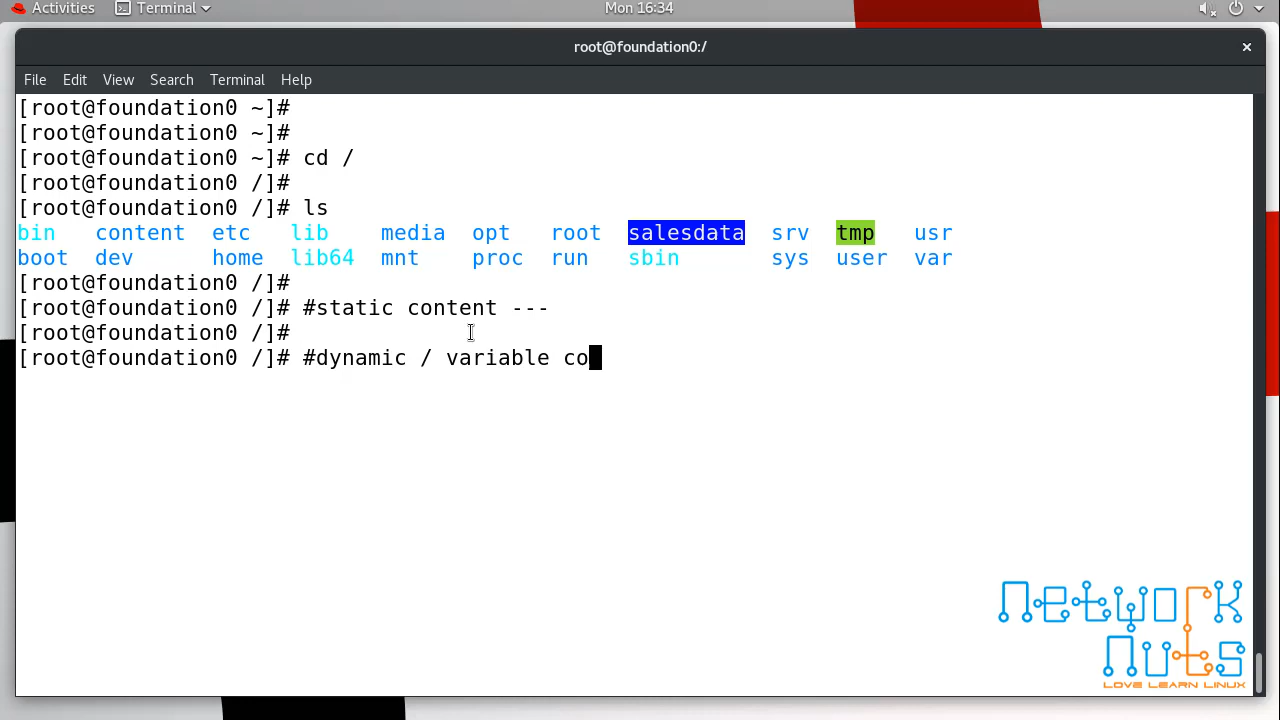 Activities Terminal Mon 16:34
root@foundation0:/
File Edit View Search Terminal Help
[root@foundation0 ~]#
[root@foundation0 ~]#
[root@foundation0 ~]# cd /
[root@foundation0 /]#
[root@foundation0 /]# ls
bin content etc lib media opt root salesdata srv tmp usr
boot dev home lib64 mnt proc run sbin sys user var
[root@foundation0 /]#
[root@foundation0 /]# #static content ---
[root@foundation0 /]#
[root@foundation0 /]# #dynamic / variable co
Network
Nuts
LOVE LEARN LINUX